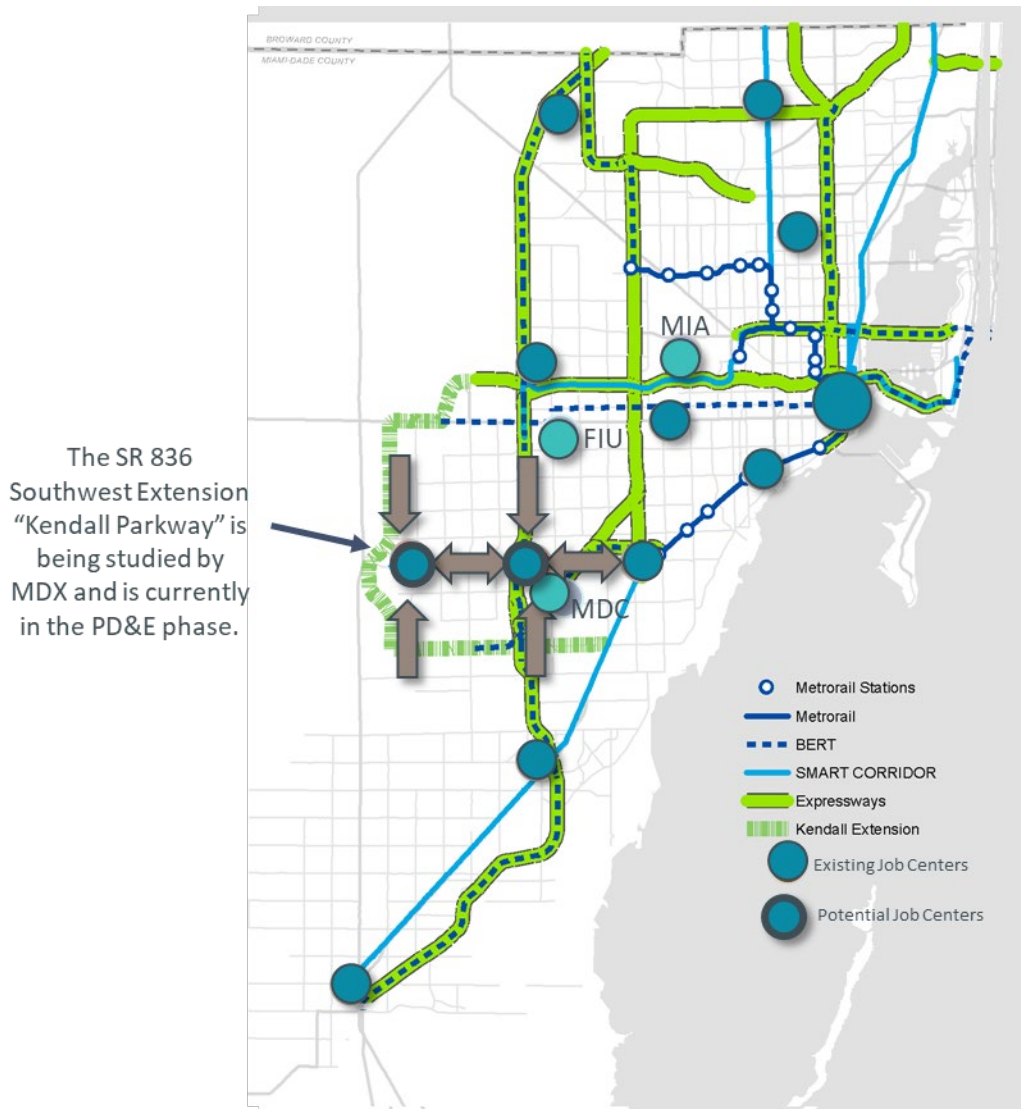 BROWARD COUNTY
MIAMI-DADE COUNTY
MIA
FIU
The SR 836
Southwest Extension
“Kendall Parkway” is
being studied by
MDX and is currently
in the PD&E phase.
MDC
Metrorail Stations
Metrorail
BERT
SMART CORRIDOR
Expressways
Kendall Extension
Existing Job Centers
Potential Job Centers